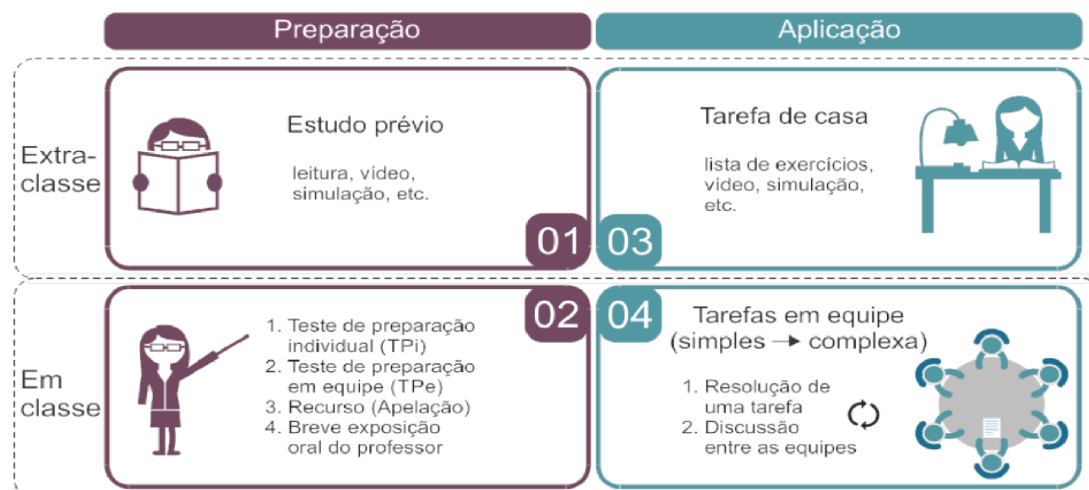 Preparação
Aplicação
Extra-
classe
Estudo prévio
leitura, vídeo,
simulação, etc.
01
Tarefa de casa
lista de exercícios,
vídeo, simulação,
etc.
03
Em
classe
02
1. Teste de preparação
individual (TPi)
2. Teste de preparação
em equipe (TPe)
3. Recurso (Apelação)
4. Breve exposição
oral do professor
04
Tarefas em equipe
(simples → complexa)
1. Resolução de
uma tarefa
2. Discussão
entre as equipes